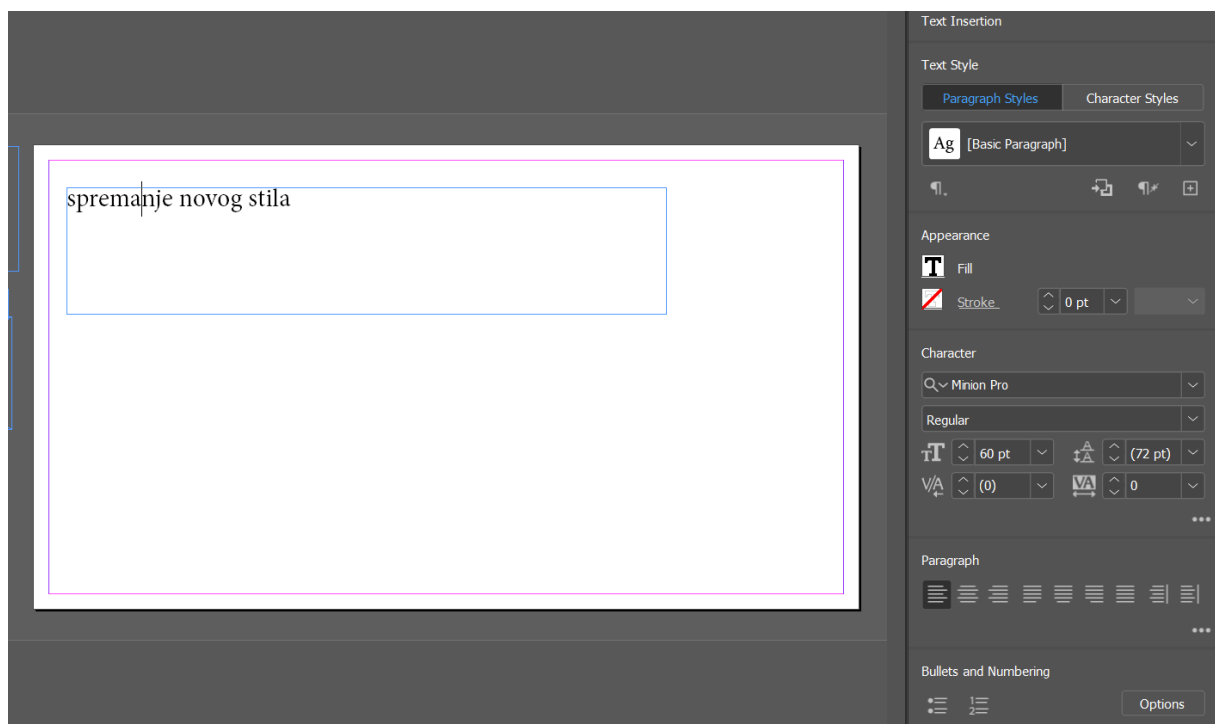 Text Insertion
Text Style
Paragraph Styles Character Styles
Ag [Basic Paragraph]
Appearance
T Fill
Stroke 0 pt
Character
Minion Pro
Regular
60 pt (72 pt)
(0) 0
Paragraph
Bullets and Numbering
Options
spremanje novog stila